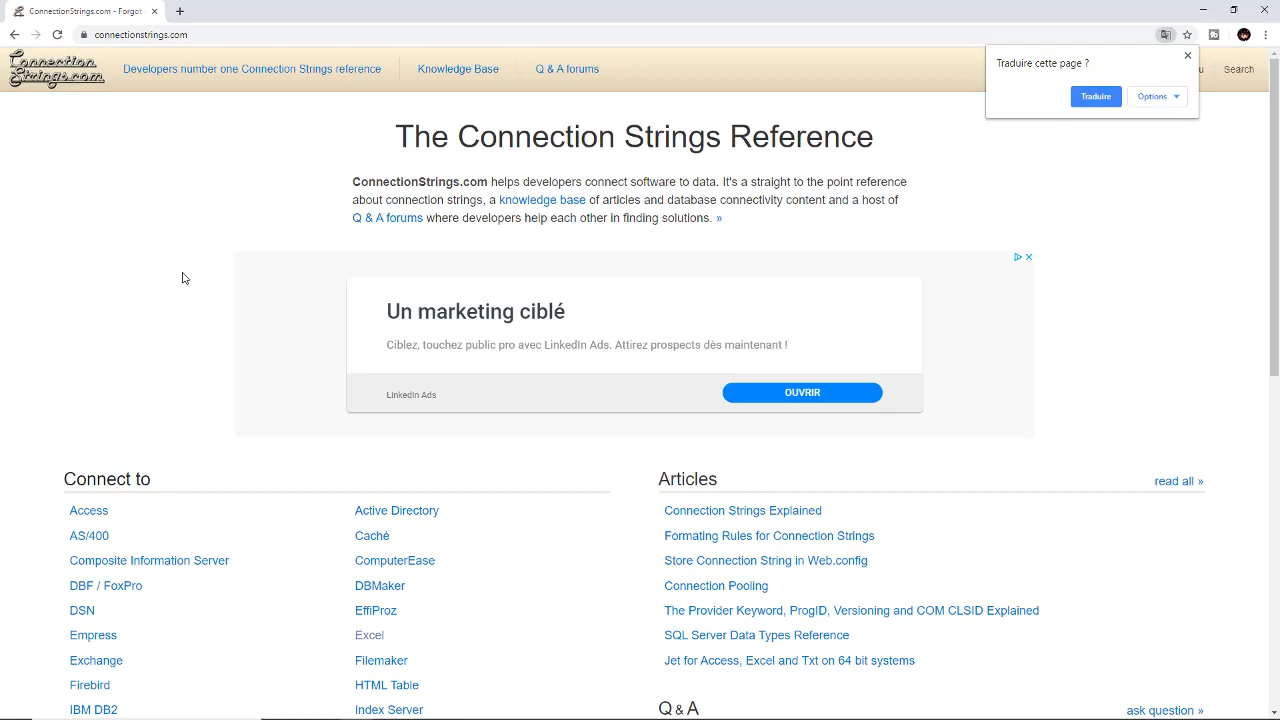 ConnectionStrings.com - Forgot
connectionstrings.com
Connection
Strings.com
Developers number one Connection Strings reference
Knowledge Base
Q & A forums
Search
Traduire cette page ?
Traduire
Options
The Connection Strings Reference
ConnectionStrings.com helps developers connect software to data. It's a straight to the point reference
about connection strings, a knowledge base of articles and database connectivity content and a host of
Q & A forums where developers help each other in finding solutions. »
Un marketing ciblé
Ciblez, touchez public pro avec LinkedIn Ads. Attirez prospects dès maintenant !
LinkedIn Ads
OUVRIR
Connect to
Access
Active Directory
AS/400
Caché
Composite Information Server
ComputerEase
DBF / FoxPro
DBMaker
DSN
EffiProz
Empress
Excel
Exchange
Filemaker
Firebird
HTML Table
IBM DB2
Index Server
Articles
read all »
Connection Strings Explained
Formating Rules for Connection Strings
Store Connection String in Web.config
Connection Pooling
The Provider Keyword, ProgID, Versioning and COM CLSID Explained
SQL Server Data Types Reference
Jet for Access, Excel and Txt on 64 bit systems
Q & A
ask question »